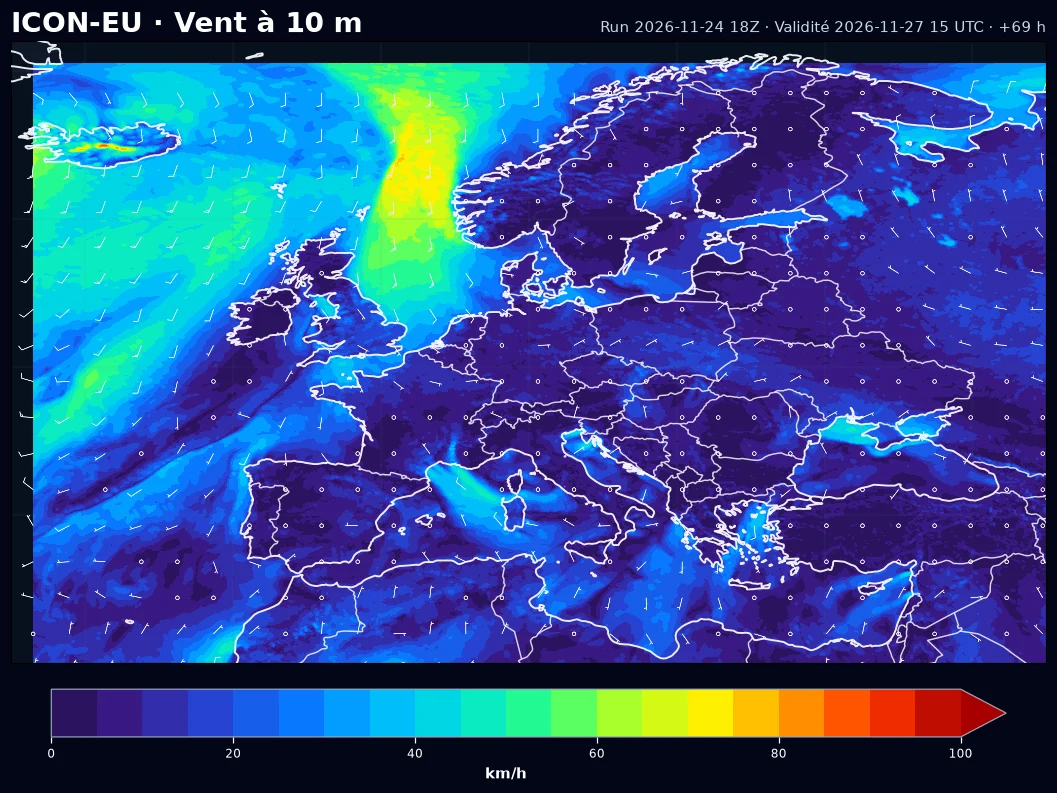 ICON-EU · Vent à 10 m
Run 2026-11-24 18Z · Validité 2026-11-27 15 UTC · +69 h
0 20 40 60 80 100
km/h